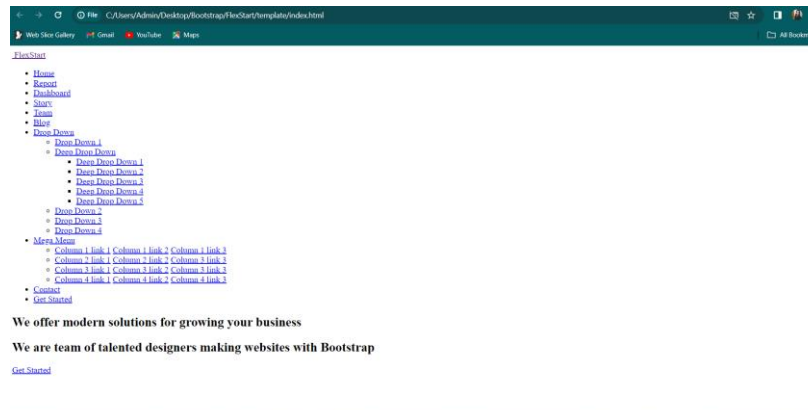 File C:/Users/Admin/Desktop/Bootstrap/FlexStart/template/index.html
Web Slice Gallery Gmail YouTube Maps All Bookm
FlexStart
Home
Report
Dashboard
Story
Team
Blog
Drop Down
Drop Down 1
Deep Drop Down
Deep Drop Down 1
Deep Drop Down 2
Deep Drop Down 3
Deep Drop Down 4
Deep Drop Down 5
Drop Down 2
Drop Down 3
Drop Down 4
Mega Menu
Column 1 link 1 Column 1 link 2 Column 1 link 3
Column 2 link 1 Column 2 link 2 Column 3 link 3
Column 3 link 1 Column 3 link 2 Column 3 link 3
Column 4 link 1 Column 4 link 2 Column 4 link 3
Contact
Get Started
We offer modern solutions for growing your business
We are team of talented designers making websites with Bootstrap
Get Started